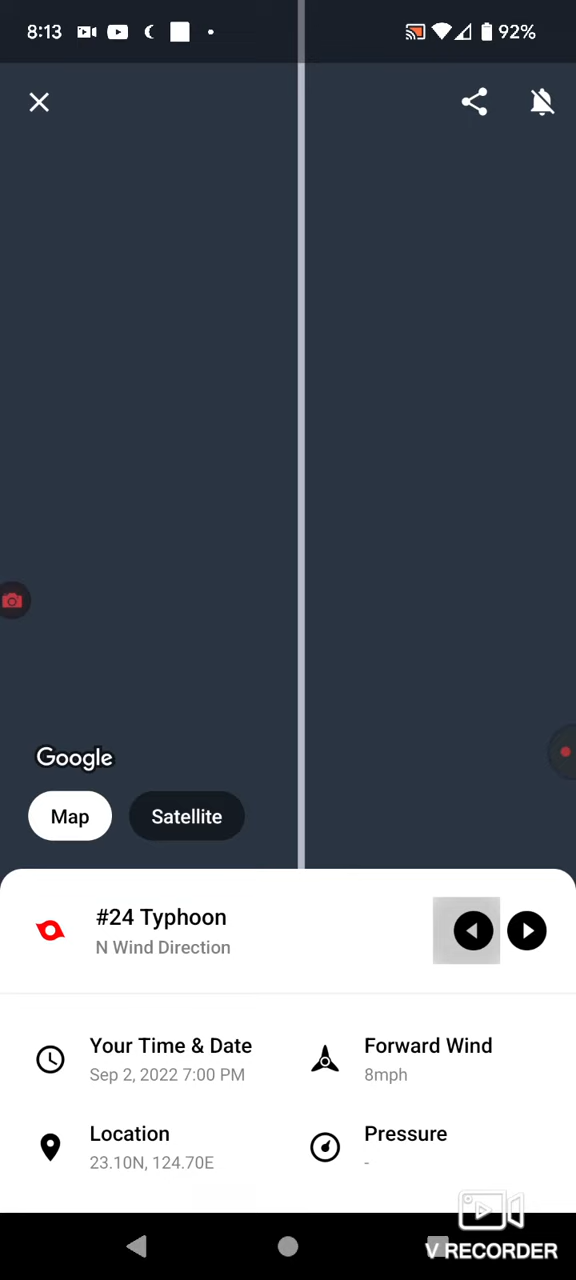 8:13 92%
Google
Map Satellite
#24 Typhoon
N Wind Direction
Your Time & Date
Sep 2, 2022 7:00 PM
Forward Wind
8mph
Location
23.10N, 124.70E
Pressure
-
V RECORDER